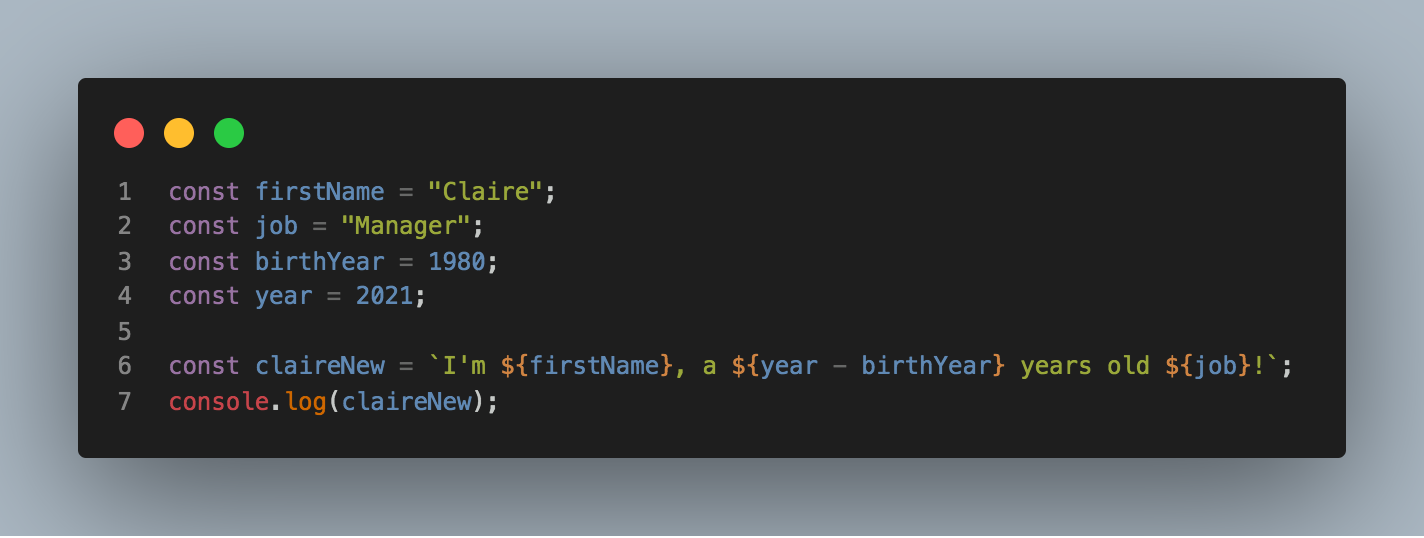 1 const firstName = "Claire";
2 const job = "Manager";
3 const birthYear = 1980;
4 const year = 2021;
5
6 const claireNew = `I'm ${firstName}, a ${year - birthYear} years old ${job}!`;
7 console.log(claireNew);